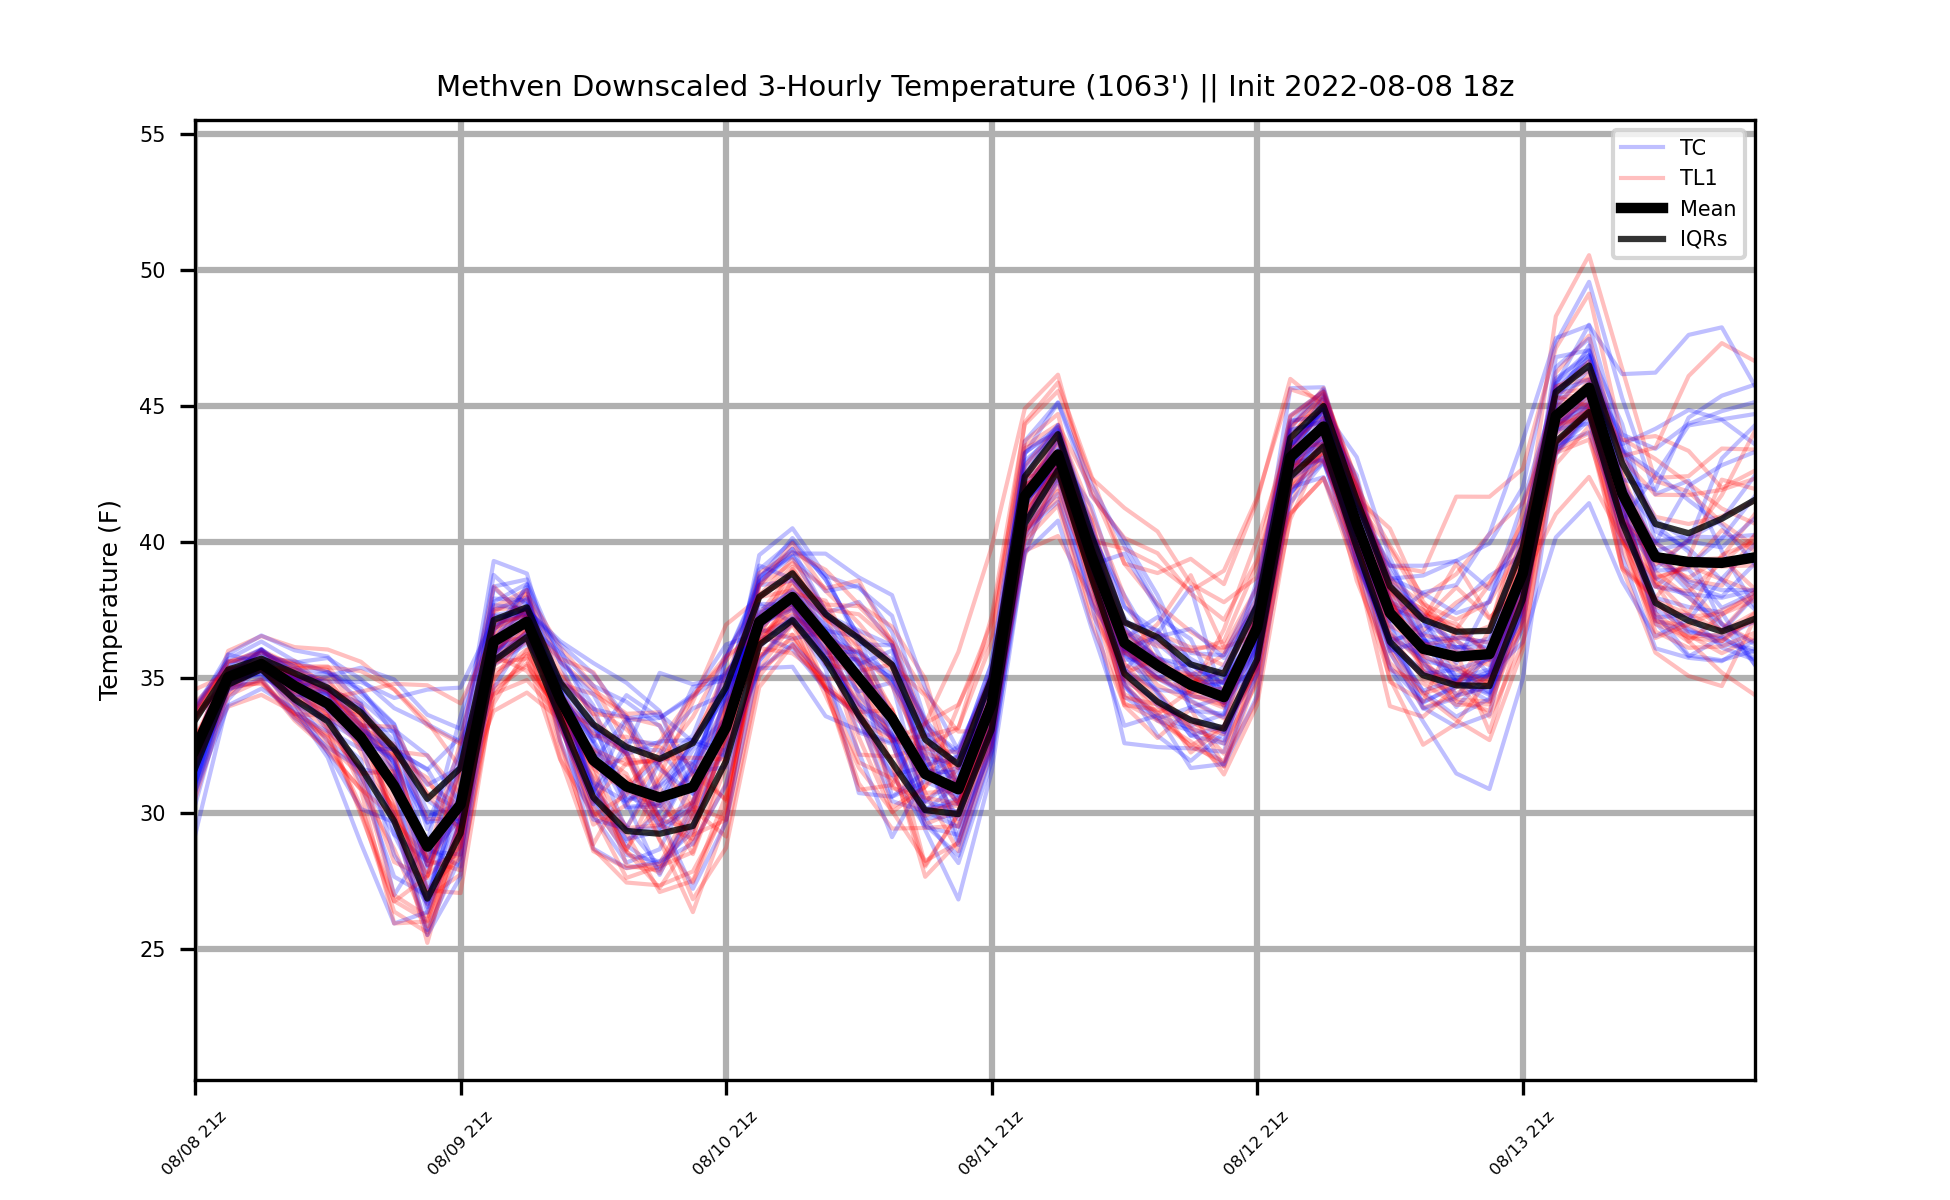 Methven Downscaled 3-Hourly Temperature (1063') || Init 2022-08-08 18z
TC
TL1
Mean
IQRs
Temperature (F)
55
50
45
40
35
30
25
08/08 21z
08/09 21z
08/10 21z
08/11 21z
08/12 21z
08/13 21z